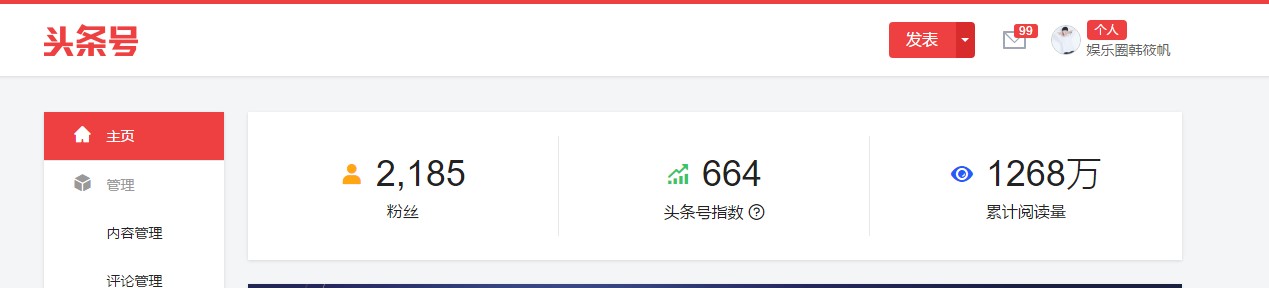 头条号
发表
99
个人
娱乐圈韩筱帆
主页
管理
内容管理
评论管理
2,185
粉丝
664
头条号指数 ?
1268万
累计阅读量